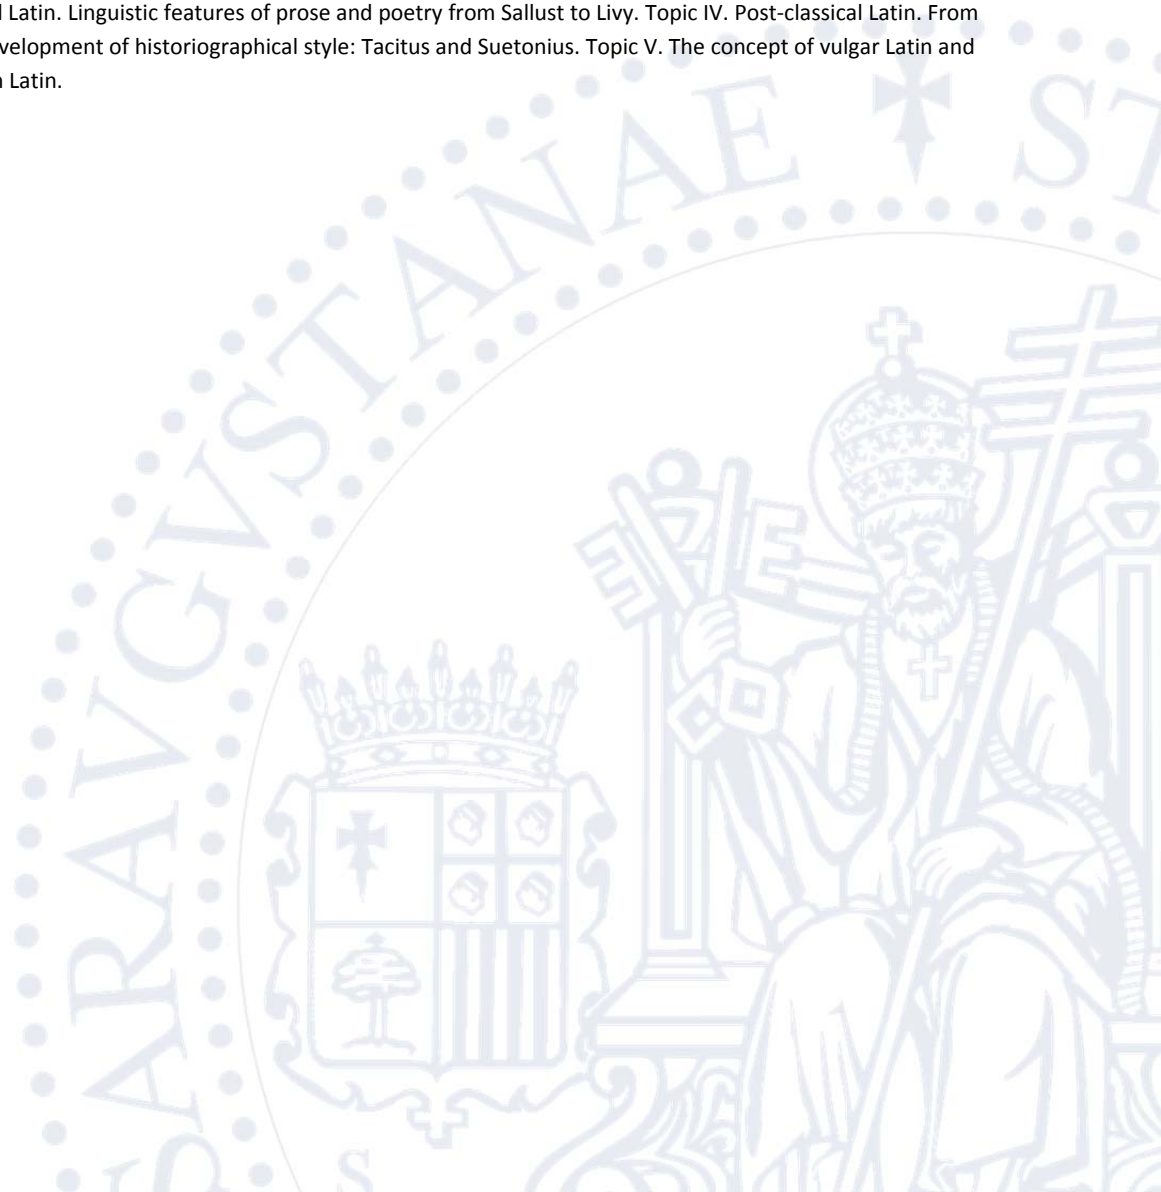 l Latin. Linguistic features of prose and poetry from Sallust to Livy. Topic IV. Post-classical Latin. From
velopment of historiographical style: Tacitus and Suetonius. Topic V. The concept of vulgar Latin and
n Latin.
SARAVGVSTANAE ST
S